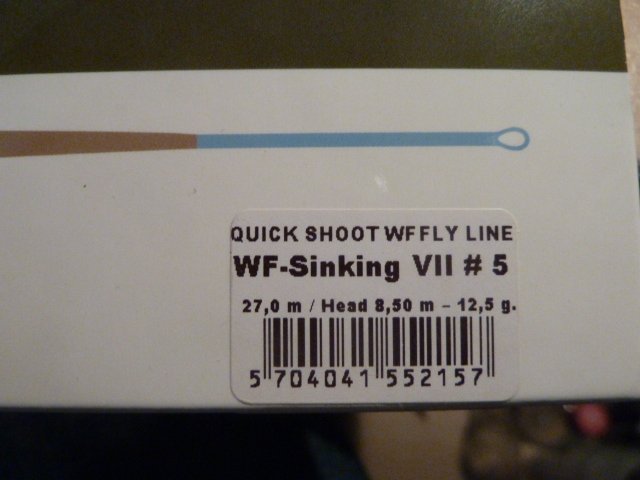 QUICK SHOOT WF FLY LINE
WF-Sinking VII # 5
27,0 m / Head 8,50 m - 12,5 g.
5 704041 552157